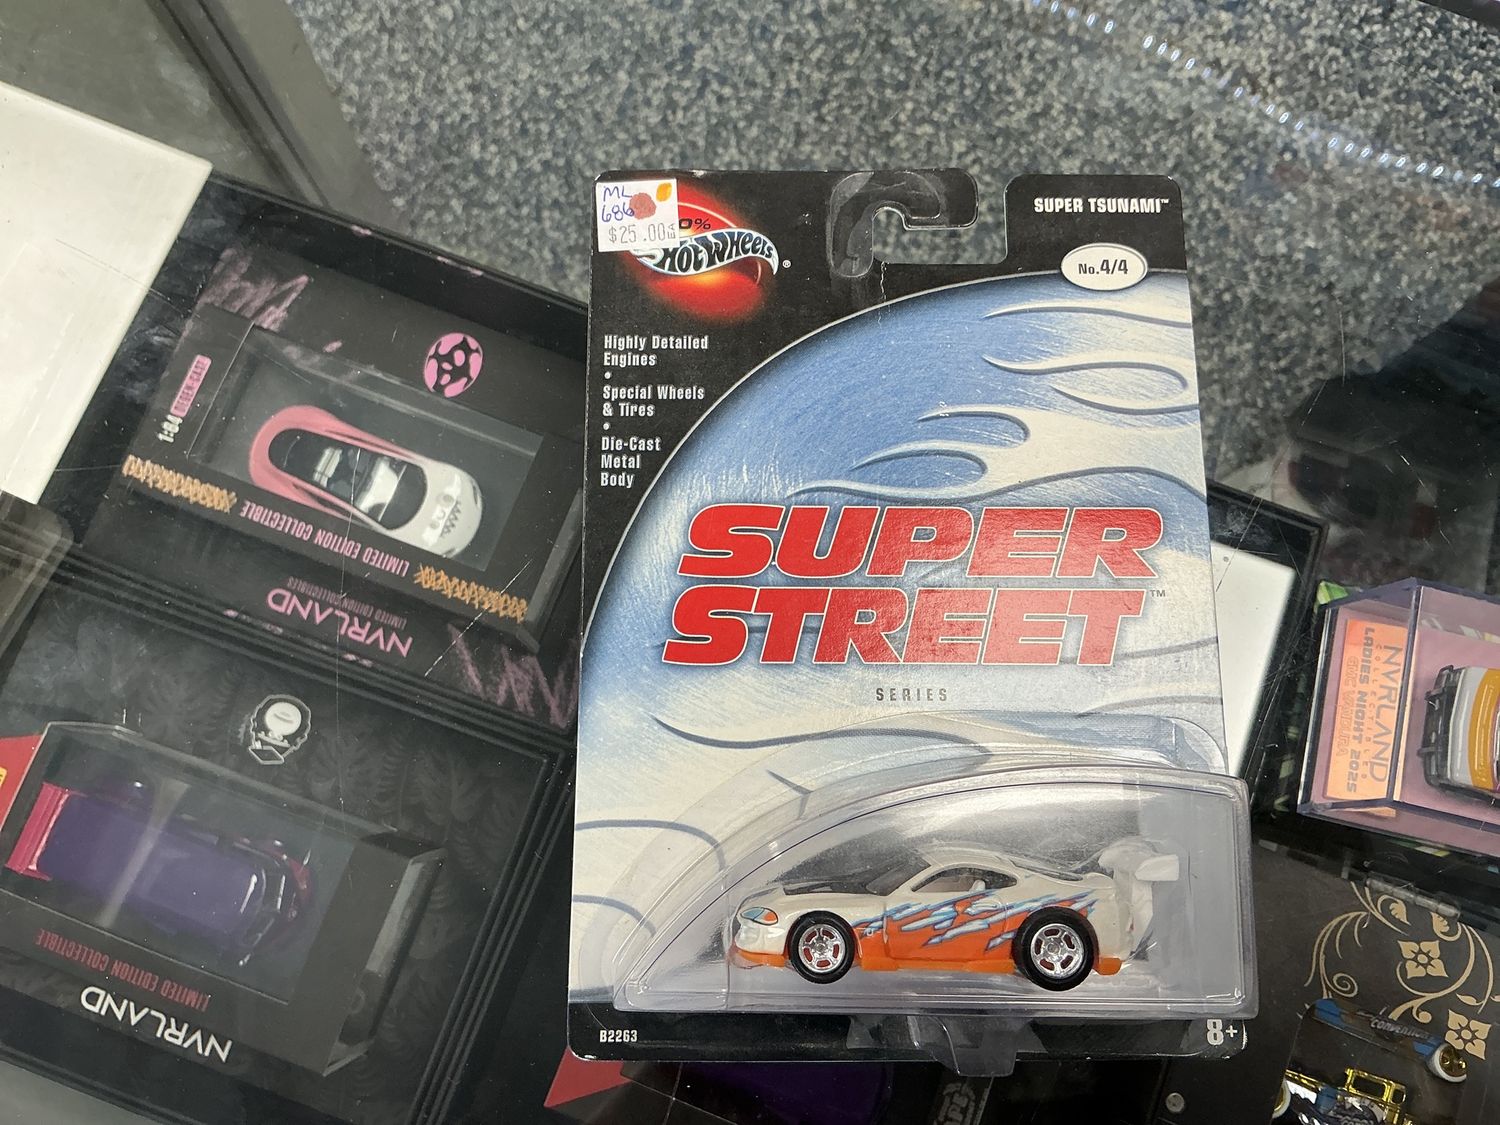 ML
686
$25.00
0%
HOT WHEELS®
SUPER TSUNAMI™
No.4/4
Highly Detailed
Engines
•
Special Wheels
& Tires
•
Die-Cast
Metal
Body
SUPER
STREET™
SERIES
B2263
8+
LIMITED EDITION COLLECTIBLE
NVRLAND
LIMITED EDITION COLLECTIBLES
LIMITED EDITION COLLECTIBLE
NVRLAND
NVRLAND
LADIES NIGHT 2025